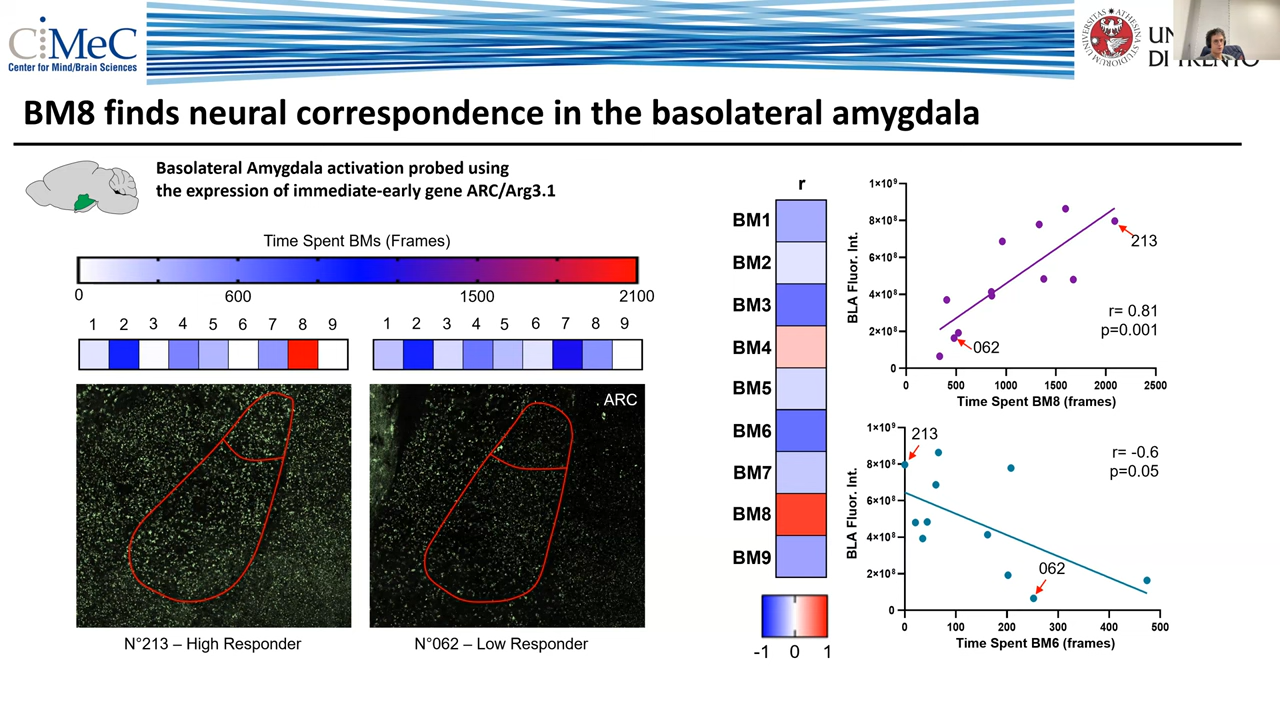 CiMeC
Center for Mind/Brain Sciences
UNIVERSITAS ATHESINA STUDIORUM
UN
DI TRENTO
BM8 finds neural correspondence in the basolateral amygdala
Basolateral Amygdala activation probed using
the expression of immediate-early gene ARC/Arg3.1
Time Spent BMs (Frames)
0 600 1500 2100
1 2 3 4 5 6 7 8 9
1 2 3 4 5 6 7 8 9
ARC
N°213 – High Responder
N°062 – Low Responder
r
BM1
BM2
BM3
BM4
BM5
BM6
BM7
BM8
BM9
-1 0 1
BLA Fluor. Int.
1×10⁹
8×10⁸
6×10⁸
4×10⁸
2×10⁸
0
0 500 1000 1500 2000 2500
Time Spent BM8 (frames)
213
062
r= 0.81
p=0.001
BLA Fluor. Int.
1×10⁹
8×10⁸
6×10⁸
4×10⁸
2×10⁸
0
0 100 200 300 400 500
Time Spent BM6 (frames)
213
062
r= -0.6
p=0.05